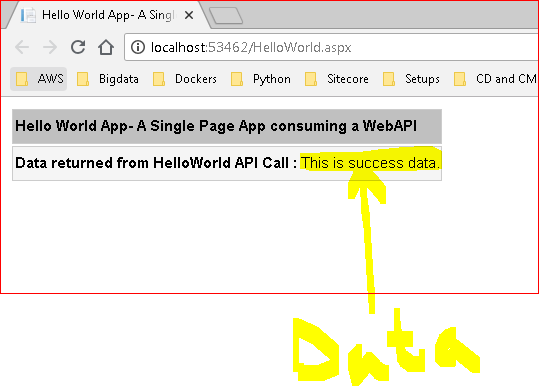 Hello World App- A Singl
localhost:53462/HelloWorld.aspx
AWS Bigdata Dockers Python Sitecore Setups CD and CM
Hello World App- A Single Page App consuming a WebAPI
Data returned from HelloWorld API Call : This is success data.
Data